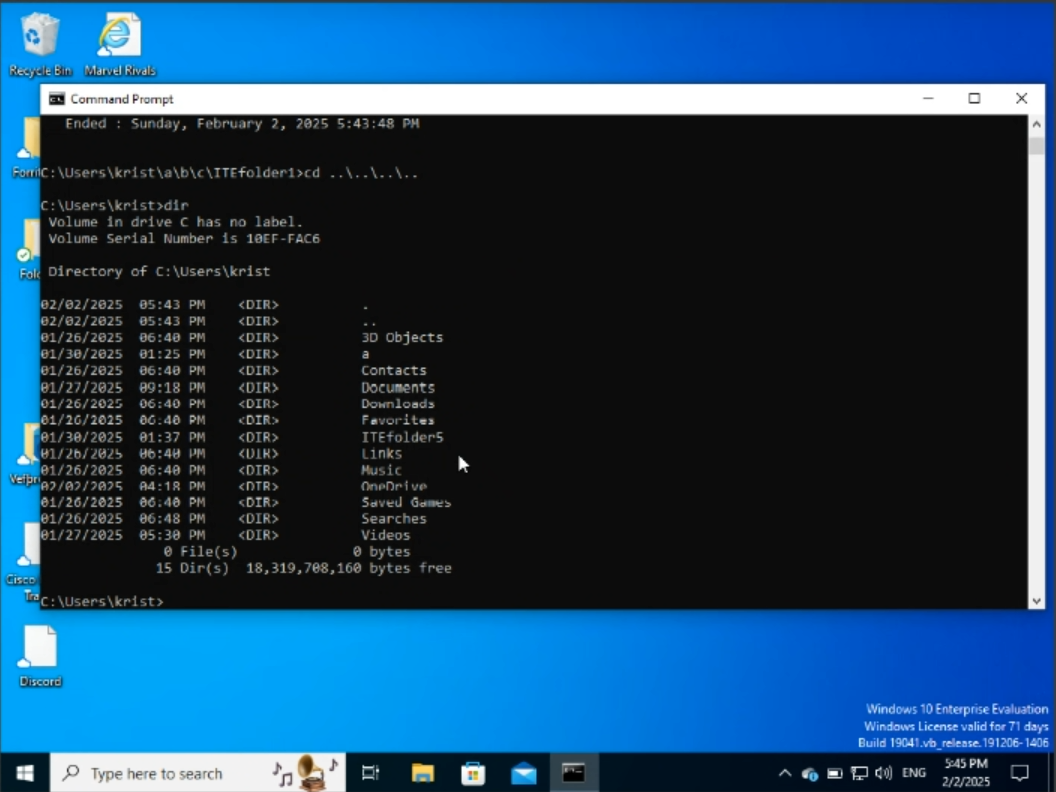 Recycle Bin
Marvel Rivals
Command Prompt
Ended : Sunday, February 2, 2025 5:43:48 PM
C:\Users\krist\a\b\c\ITEfolder1>cd ..\..\..\..
C:\Users\krist>dir
Volume in drive C has no label.
Volume Serial Number is 10EF-FAC6
Directory of C:\Users\krist
02/02/2025 05:43 PM <DIR> .
02/02/2025 05:43 PM <DIR> ..
01/26/2025 06:40 PM <DIR> 3D Objects
01/30/2025 01:25 PM <DIR> a
01/26/2025 06:40 PM <DIR> Contacts
01/27/2025 09:18 PM <DIR> Documents
01/26/2025 06:40 PM <DIR> Downloads
01/26/2025 06:40 PM <DIR> Favorites
01/30/2025 01:37 PM <DIR> ITEfolder5
01/26/2025 06:40 PM <DIR> Links
01/26/2025 06:40 PM <DIR> Music
02/02/2025 04:18 PM <DIR> OneDrive
01/26/2025 06:40 PM <DIR> Saved Games
01/26/2025 06:48 PM <DIR> Searches
01/27/2025 05:30 PM <DIR> Videos
0 File(s) 0 bytes
15 Dir(s) 18,319,708,160 bytes free
C:\Users\krist>
Cisco
Discord
Windows 10 Enterprise Evaluation
Windows License valid for 71 days
Build 19041.vb_release.191206-1406
Type here to search
ENG
5:45 PM
2/2/2025